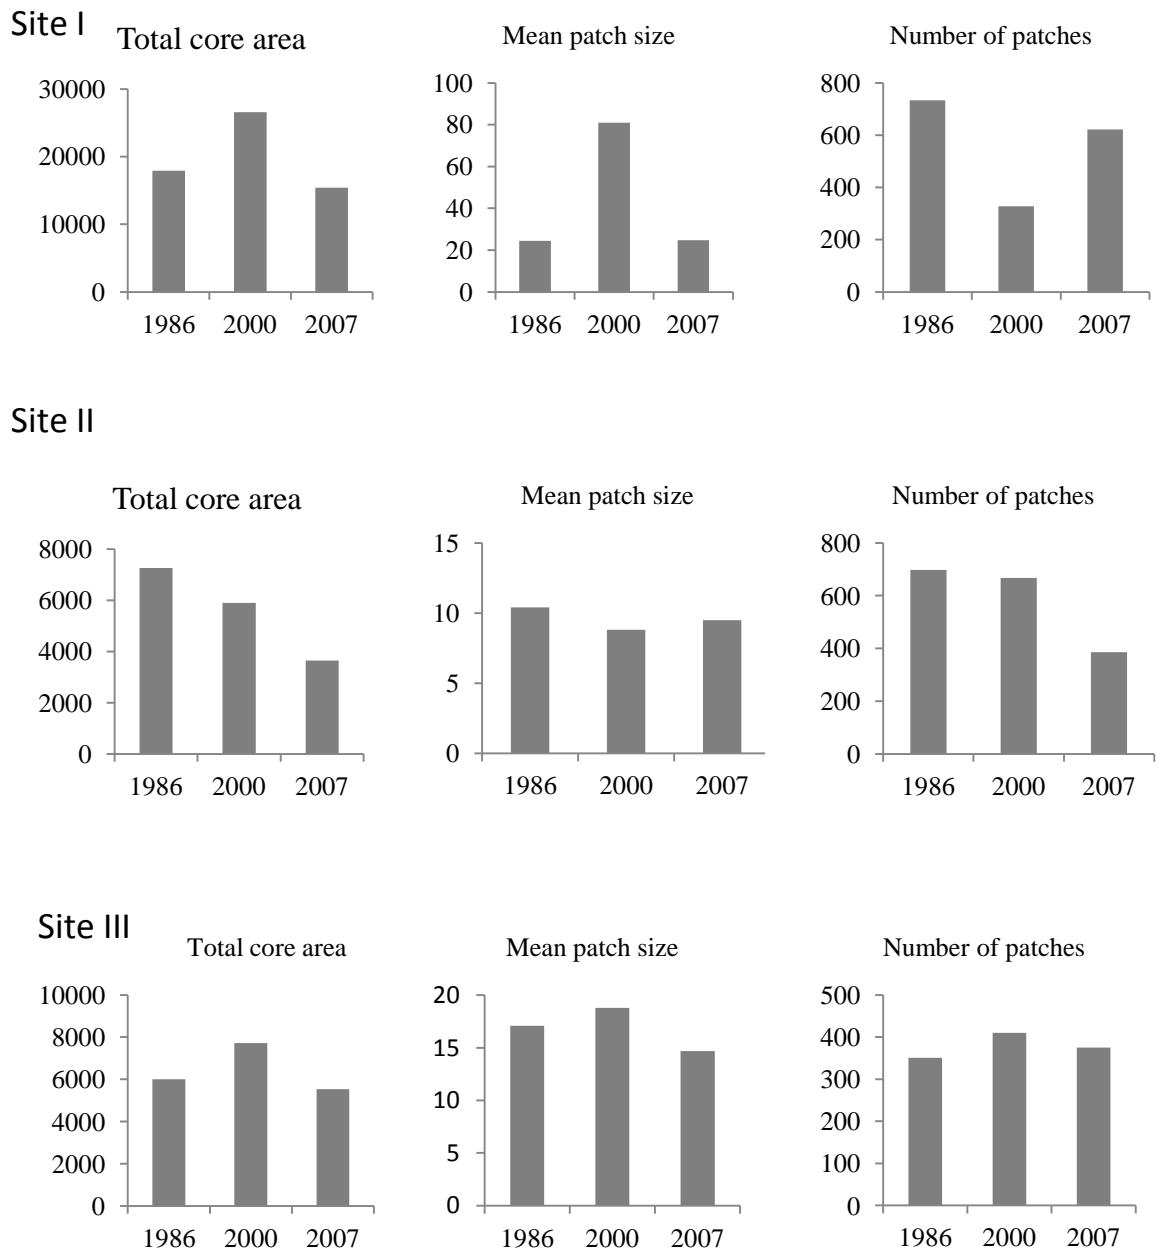 Site I
Total core area
Mean patch size
Number of patches
30000
20000
10000
0
1986 2000 2007
100
80
60
40
20
0
1986 2000 2007
800
600
400
200
0
1986 2000 2007
Site II
Total core area
Mean patch size
Number of patches
8000
6000
4000
2000
0
1986 2000 2007
15
10
5
0
1986 2000 2007
800
600
400
200
0
1986 2000 2007
Site III
Total core area
Mean patch size
Number of patches
10000
8000
6000
4000
2000
0
1986 2000 2007
20
15
10
5
0
1986 2000 2007
500
400
300
200
100
0
1986 2000 2007